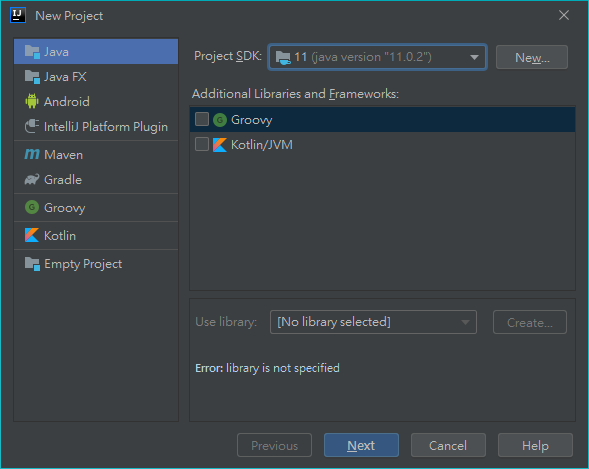 IJ
New Project
Java
Java FX
Android
IntelliJ Platform Plugin
Maven
Gradle
Groovy
Kotlin
Empty Project
Project SDK: 11 (java version "11.0.2") New...
Additional Libraries and Frameworks:
Groovy
Kotlin/JVM
Use library: [No library selected] Create...
Error: library is not specified
Previous Next Cancel Help